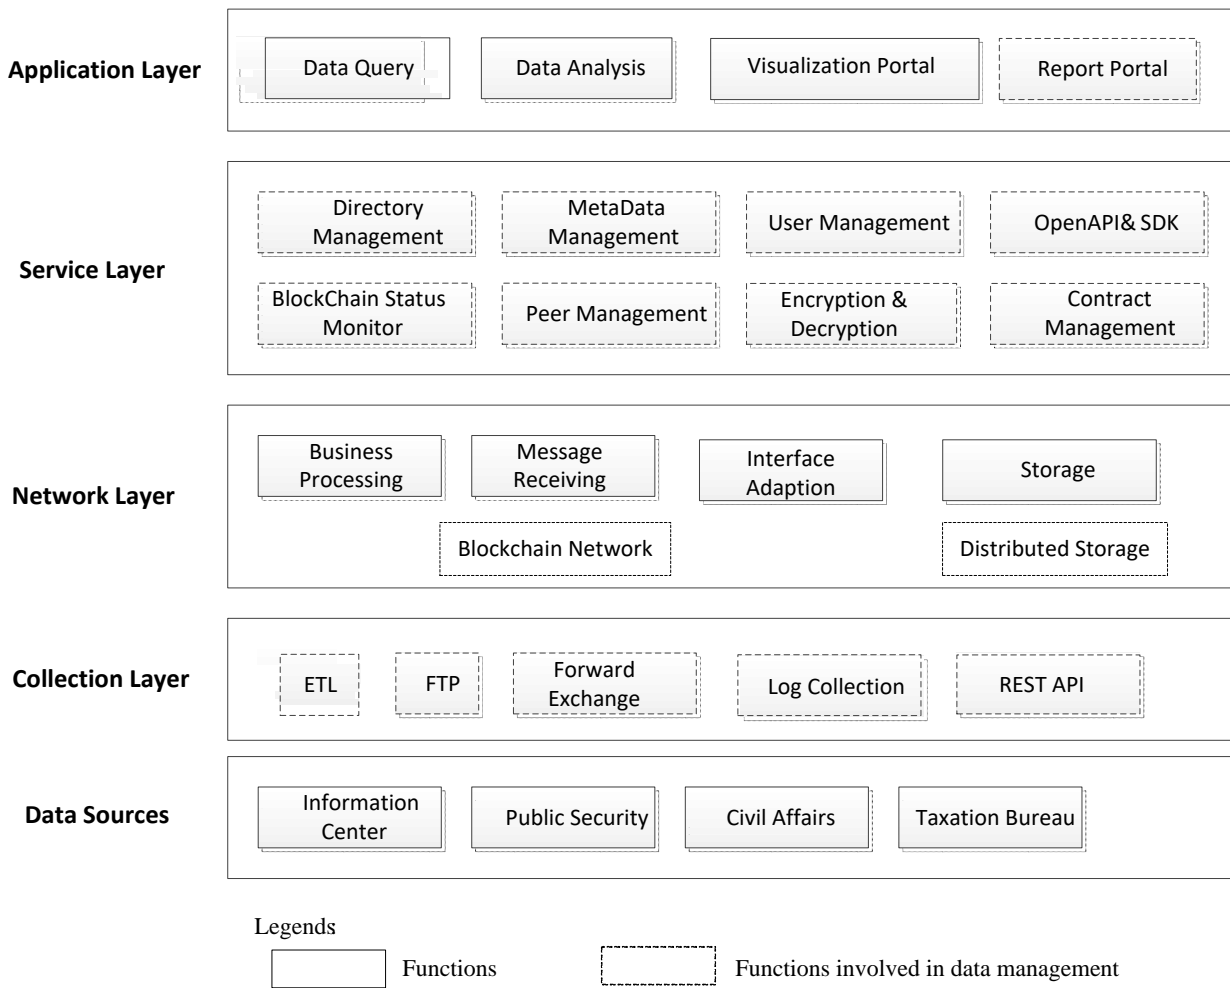 Application Layer
Data Query
Data Analysis
Visualization Portal
Report Portal
Service Layer
Directory
Management
MetaData
Management
User Management
OpenAPI& SDK
BlockChain Status
Monitor
Peer Management
Encryption &
Decryption
Contract
Management
Network Layer
Business
Processing
Message
Receiving
Interface
Adaption
Storage
Blockchain Network
Distributed Storage
Collection Layer
ETL
FTP
Forward
Exchange
Log Collection
REST API
Data Sources
Information
Center
Public Security
Civil Affairs
Taxation Bureau
Legends
Functions
Functions involved in data management